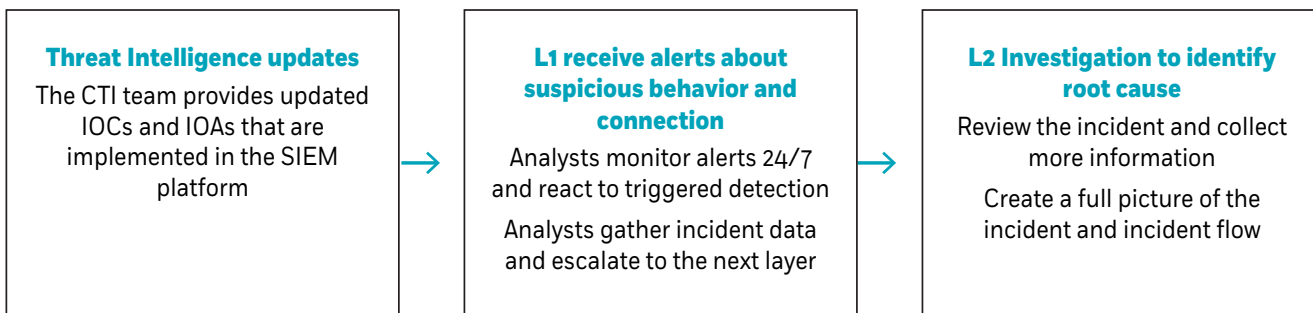 Threat Intelligence updates
The CTI team provides updated
IOCs and IOAs that are
implemented in the SIEM
platform
L1 receive alerts about
suspicious behavior and
connection
Analysts monitor alerts 24/7
and react to triggered detection
Analysts gather incident data
and escalate to the next layer
L2 Investigation to identify
root cause
Review the incident and collect
more information
Create a full picture of the
incident and incident flow